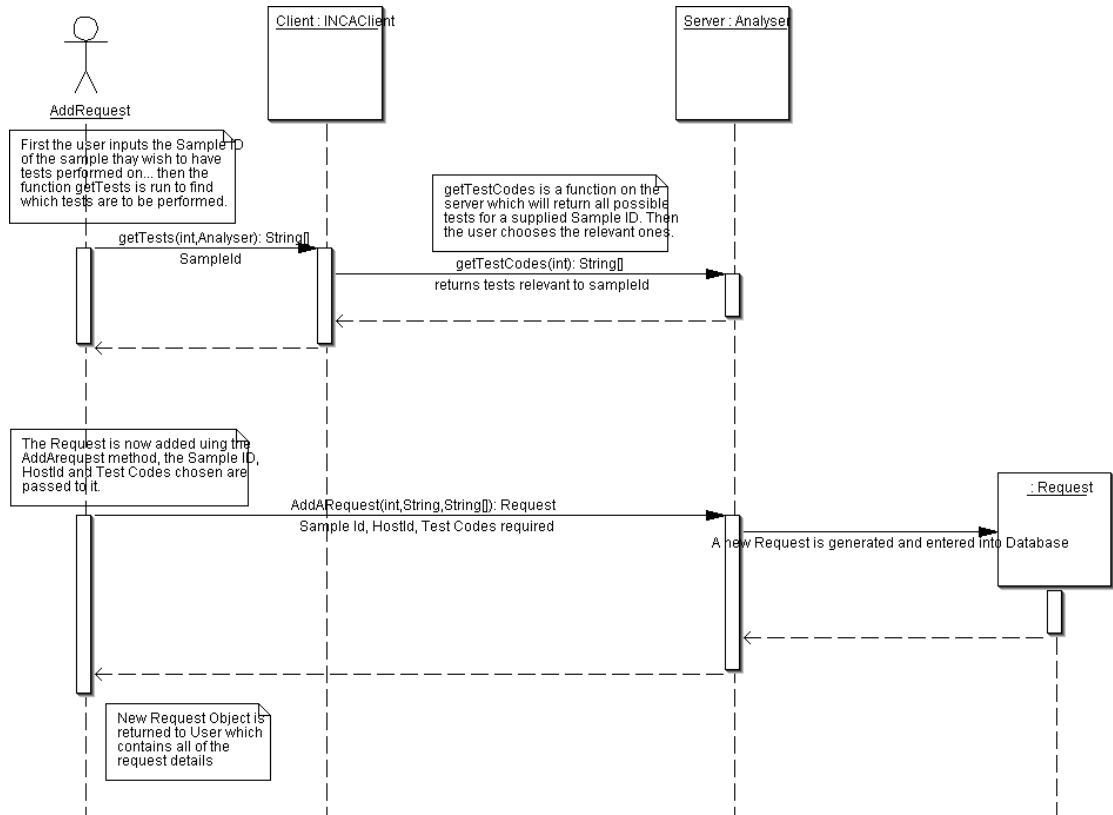 Client : INCAClient
Server : Analyser
AddRequest
First the user inputs the Sample ID
of the sample thay wish to have
tests performed on... then the
function getTests is run to find
which tests are to be performed.
getTestCodes is a function on the
server which will return all possible
tests for a supplied Sample ID. Then
the user chooses the relevant ones.
getTests(int,Analyser): String[]
SampleId
getTestCodes(int): String[]
returns tests relevant to sampleId
The Request is now added uing the
AddArequest method, the Sample ID,
HostId and Test Codes chosen are
passed to it.
: Request
AddARequest(int,String,String[]): Request
Sample Id, HostId, Test Codes required
A new Request is generated and entered into Database
New Request Object is
returned to User which
contains all of the
request details